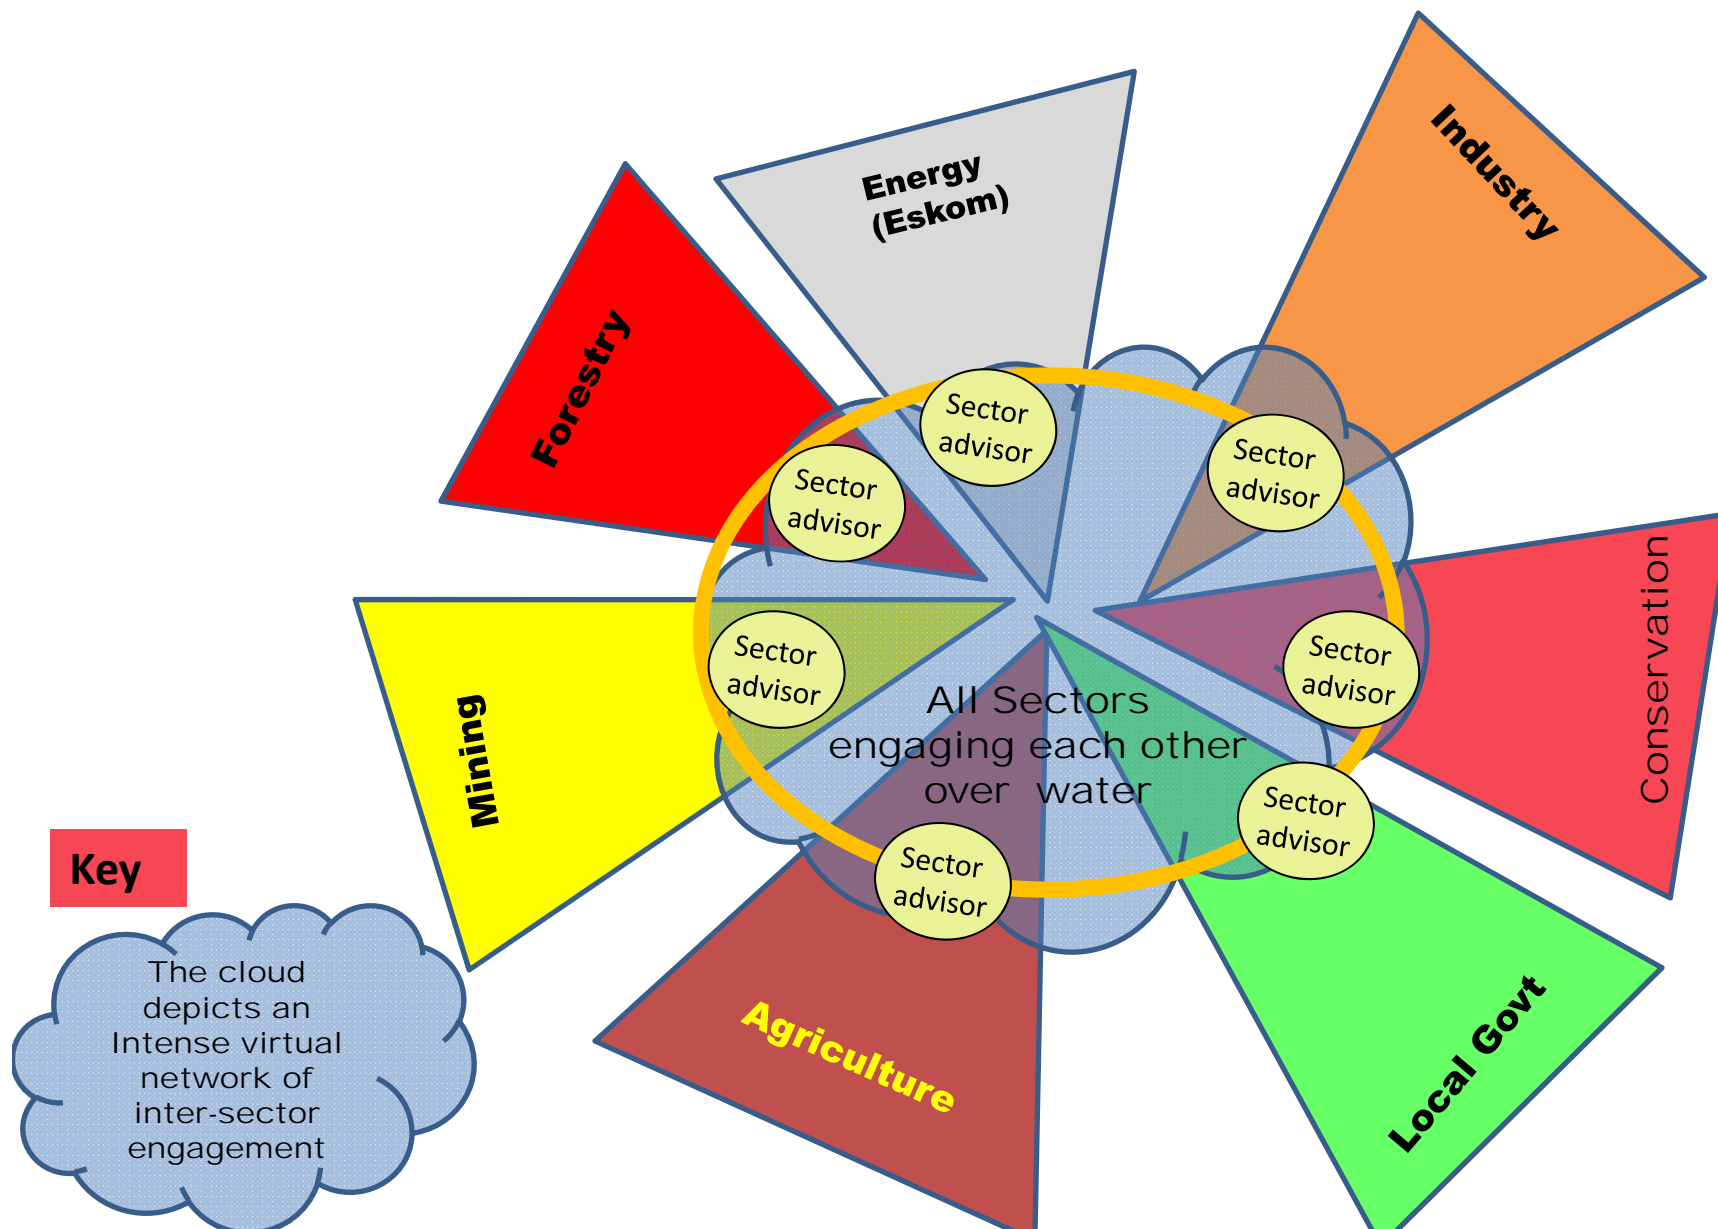 Energy
(Eskom)
Industry
Forestry
Sector
advisor
Sector
advisor
Sector
advisor
Conservation
Sector
advisor
Sector
advisor
Mining
All Sectors
engaging each other
over water
Sector
advisor
Sector
advisor
Key
The cloud
depicts an
Intense virtual
network of
inter-sector
engagement
Agriculture
Local Govt